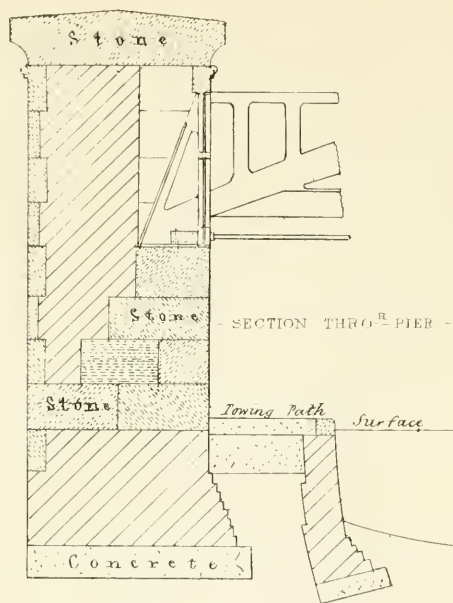 Stone
Stone
- SECTION THRO᷊ᴴ PIER -
Stone
Towing Path
Surface
Concrete